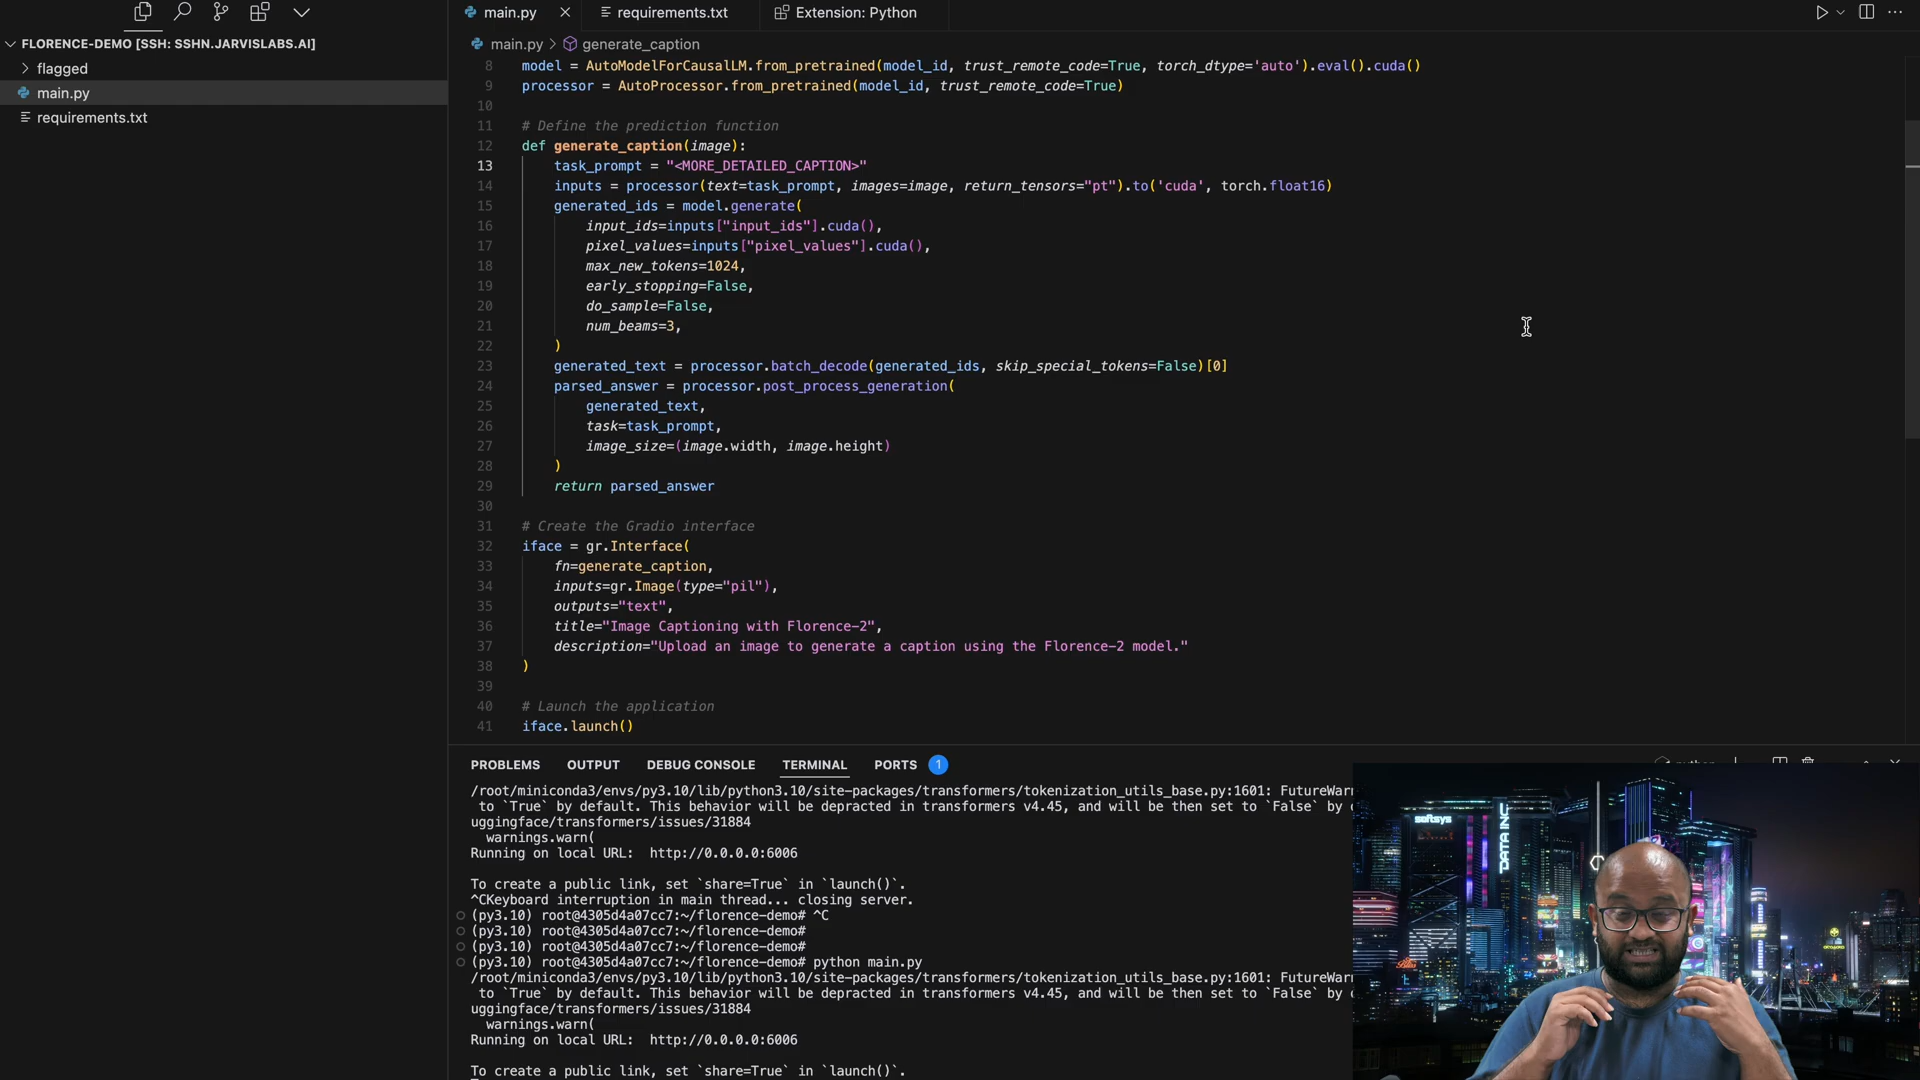 main.py
requirements.txt
Extension: Python
FLORENCE-DEMO [SSH: SSHN.JARVISLABS.AI]
flagged
main.py
requirements.txt
main.py > generate_caption
8 model = AutoModelForCausalLM.from_pretrained(model_id, trust_remote_code=True, torch_dtype='auto').eval().cuda()
9 processor = AutoProcessor.from_pretrained(model_id, trust_remote_code=True)
10
11 # Define the prediction function
12 def generate_caption(image):
13 task_prompt = "<MORE_DETAILED_CAPTION>"
14 inputs = processor(text=task_prompt, images=image, return_tensors="pt").to('cuda', torch.float16)
15 generated_ids = model.generate(
16 input_ids=inputs["input_ids"].cuda(),
17 pixel_values=inputs["pixel_values"].cuda(),
18 max_new_tokens=1024,
19 early_stopping=False,
20 do_sample=False,
21 num_beams=3,
22 )
23 generated_text = processor.batch_decode(generated_ids, skip_special_tokens=False)[0]
24 parsed_answer = processor.post_process_generation(
25 generated_text,
26 task=task_prompt,
27 image_size=(image.width, image.height)
28 )
29 return parsed_answer
30
31 # Create the Gradio interface
32 iface = gr.Interface(
33 fn=generate_caption,
34 inputs=gr.Image(type="pil"),
35 outputs="text",
36 title="Image Captioning with Florence-2",
37 description="Upload an image to generate a caption using the Florence-2 model."
38 )
39
40 # Launch the application
41 iface.launch()
PROBLEMS OUTPUT DEBUG CONSOLE TERMINAL PORTS 1
/root/miniconda3/envs/py3.10/lib/python3.10/site-packages/transformers/tokenization_utils_base.py:1601: FutureWar
to `True` by default. This behavior will be depracted in transformers v4.45, and will be then set to `False` by
uggingface/transformers/issues/31884
warnings.warn(
Running on local URL: http://0.0.0.0:6006
To create a public link, set `share=True` in `launch()`.
^CKeyboard interruption in main thread... closing server.
(py3.10) root@4305d4a07cc7:~/florence-demo# ^C
(py3.10) root@4305d4a07cc7:~/florence-demo#
(py3.10) root@4305d4a07cc7:~/florence-demo#
(py3.10) root@4305d4a07cc7:~/florence-demo# python main.py
/root/miniconda3/envs/py3.10/lib/python3.10/site-packages/transformers/tokenization_utils_base.py:1601: FutureWar
to `True` by default. This behavior will be depracted in transformers v4.45, and will be then set to `False` by
uggingface/transformers/issues/31884
warnings.warn(
Running on local URL: http://0.0.0.0:6006
To create a public link, set `share=True` in `launch()`.
softsys
DATA INC